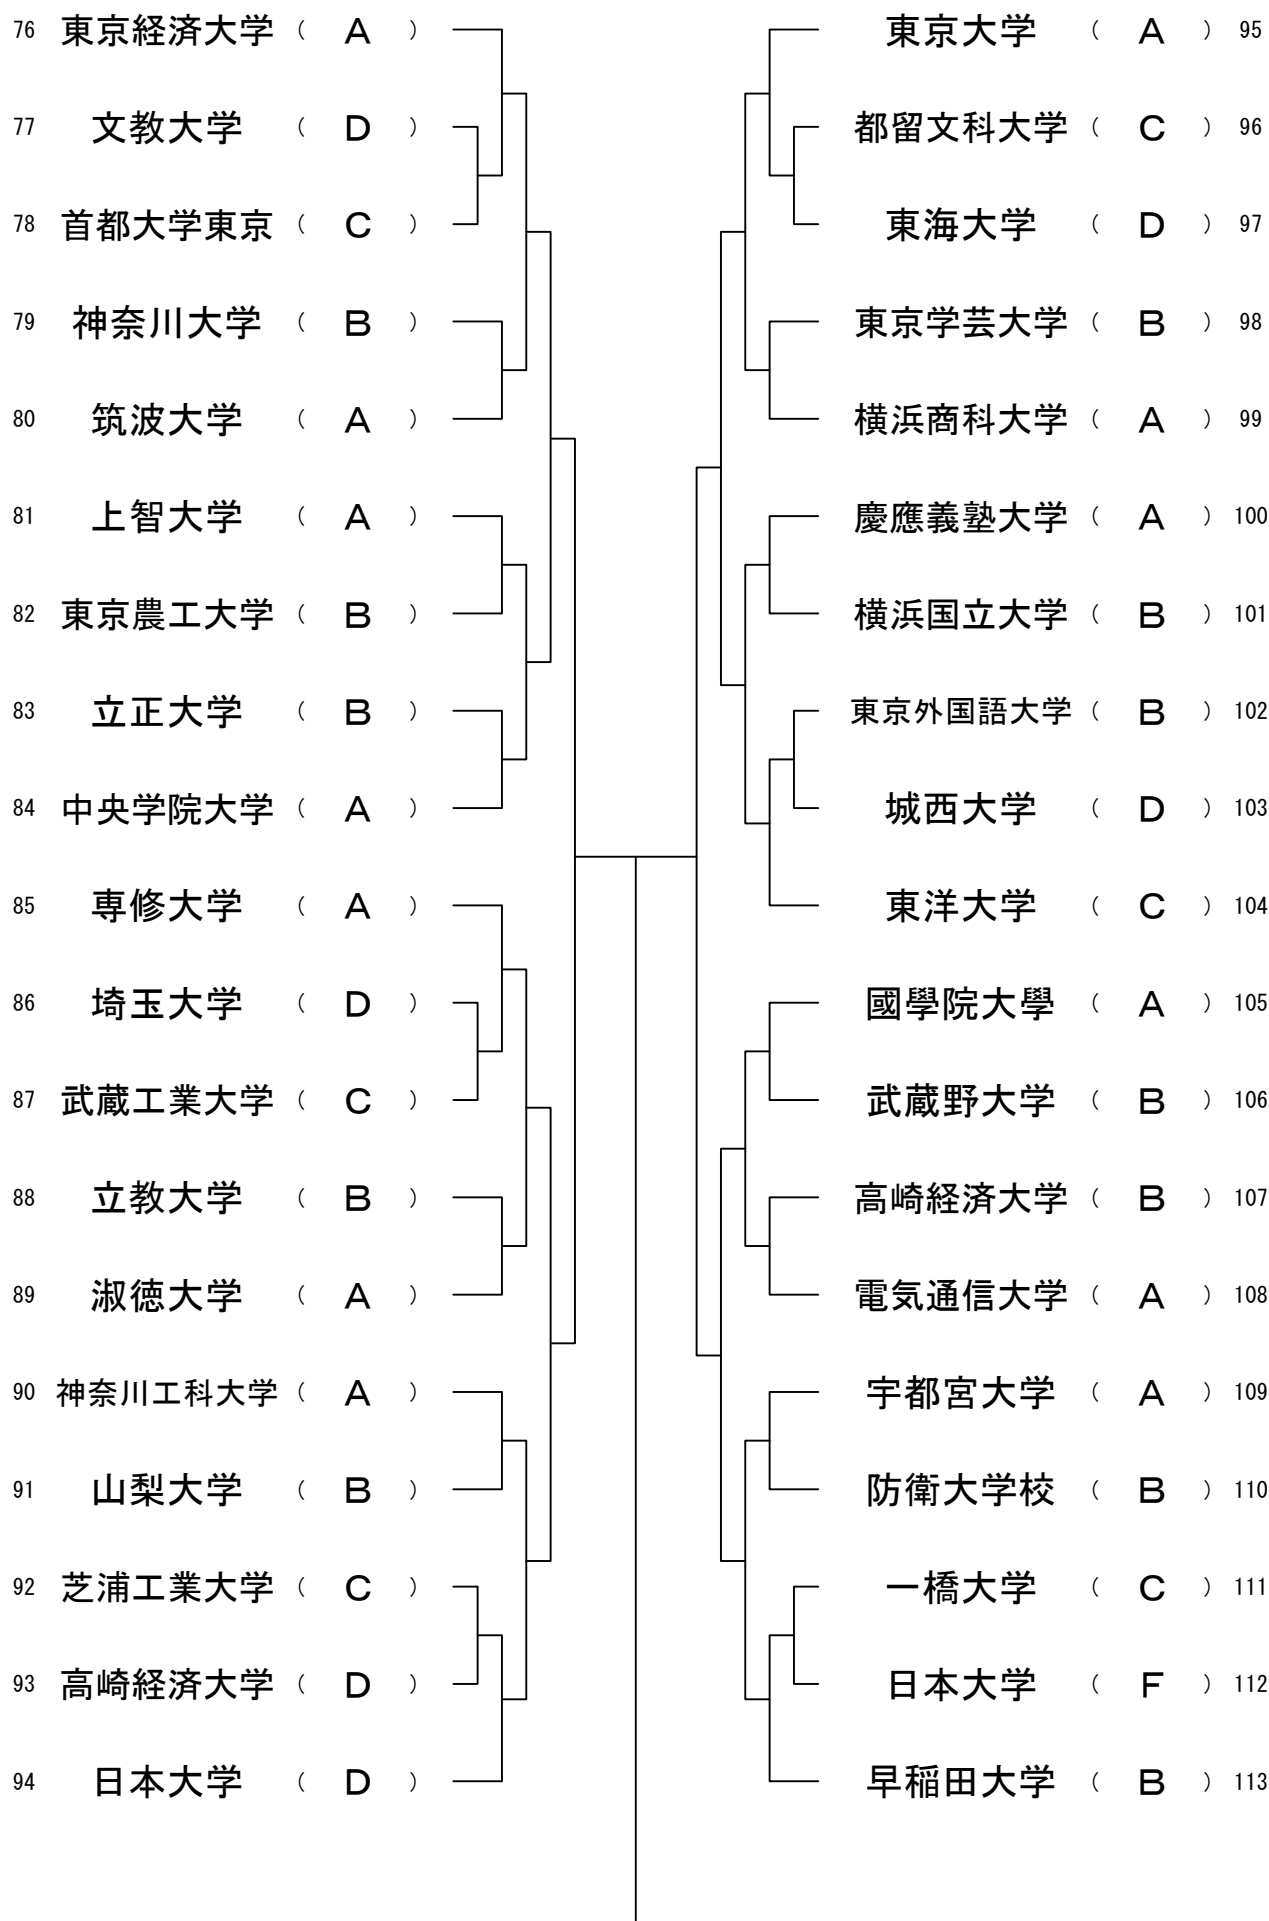 76 東京経済大学 ( A ) 東京大学 ( A ) 95
77 文教大学 ( D ) 都留文科大学 ( C ) 96
78 首都大学東京 ( C ) 東海大学 ( D ) 97
79 神奈川大学 ( B ) 東京学芸大学 ( B ) 98
80 筑波大学 ( A ) 横浜商科大学 ( A ) 99
81 上智大学 ( A ) 慶應義塾大学 ( A ) 100
82 東京農工大学 ( B ) 横浜国立大学 ( B ) 101
83 立正大学 ( B ) 東京外国語大学 ( B ) 102
84 中央学院大学 ( A ) 城西大学 ( D ) 103
85 専修大学 ( A ) 東洋大学 ( C ) 104
86 埼玉大学 ( D ) 國學院大學 ( A ) 105
87 武蔵工業大学 ( C ) 武蔵野大学 ( B ) 106
88 立教大学 ( B ) 高崎経済大学 ( B ) 107
89 淑徳大学 ( A ) 電気通信大学 ( A ) 108
90 神奈川工科大学 ( A ) 宇都宮大学 ( A ) 109
91 山梨大学 ( B ) 防衛大学校 ( B ) 110
92 芝浦工業大学 ( C ) 一橋大学 ( C ) 111
93 高崎経済大学 ( D ) 日本大学 ( F ) 112
94 日本大学 ( D ) 早稲田大学 ( B ) 113